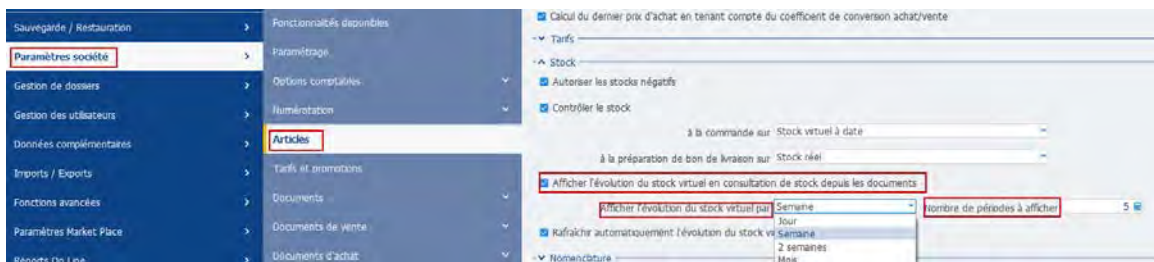 Sauvegarde / Restauration
Paramètres société
Gestion de dossiers
Gestion des utilisateurs
Données complémentaires
Imports / Exports
Fonctions avancées
Paramètres Market Place
Reports On Line
Fonctionnalités disponibles
Paramétrage
Options comptables
Numérotation
Articles
Tarifs et promotions
Documents
Documents de vente
Documents d'achat
Calcul du dernier prix d'achat en tenant compte du coefficient de conversion achat/vente
Tarifs
Stock
Autoriser les stocks négatifs
Contrôler le stock
à la commande sur Stock virtuel à date
à la préparation de bon de livraison sur Stock réel
Afficher l'évolution du stock virtuel en consultation de stock depuis les documents
Afficher l'évolution du stock virtuel par Semaine Nombre de périodes à afficher 5
Jour
Rafraîchir automatiquement l'évolution du stock vi Semaine
2 semaines
Nomenclature Mois